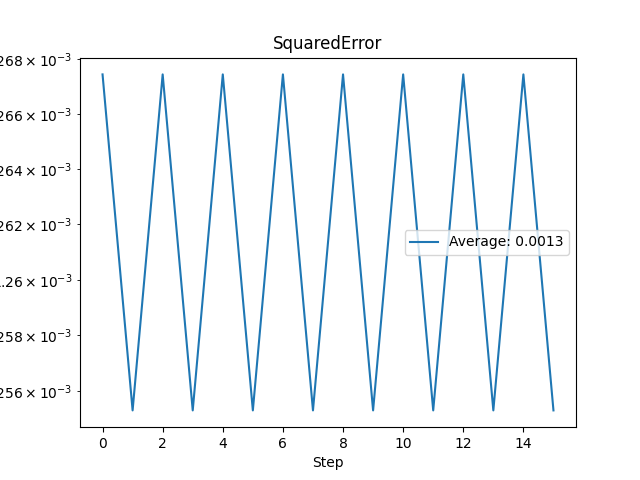 SquaredError
268 × 10⁻³
266 × 10⁻³
264 × 10⁻³
262 × 10⁻³
.26 × 10⁻³
258 × 10⁻³
256 × 10⁻³
Average: 0.0013
0 2 4 6 8 10 12 14
Step